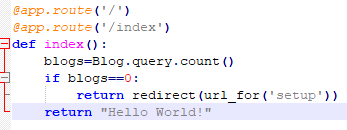 @app.route('/')
@app.route('/index')
def index():
    blogs=Blog.query.count()
    if blogs==0:
        return redirect(url_for('setup'))
    return "Hello World!"